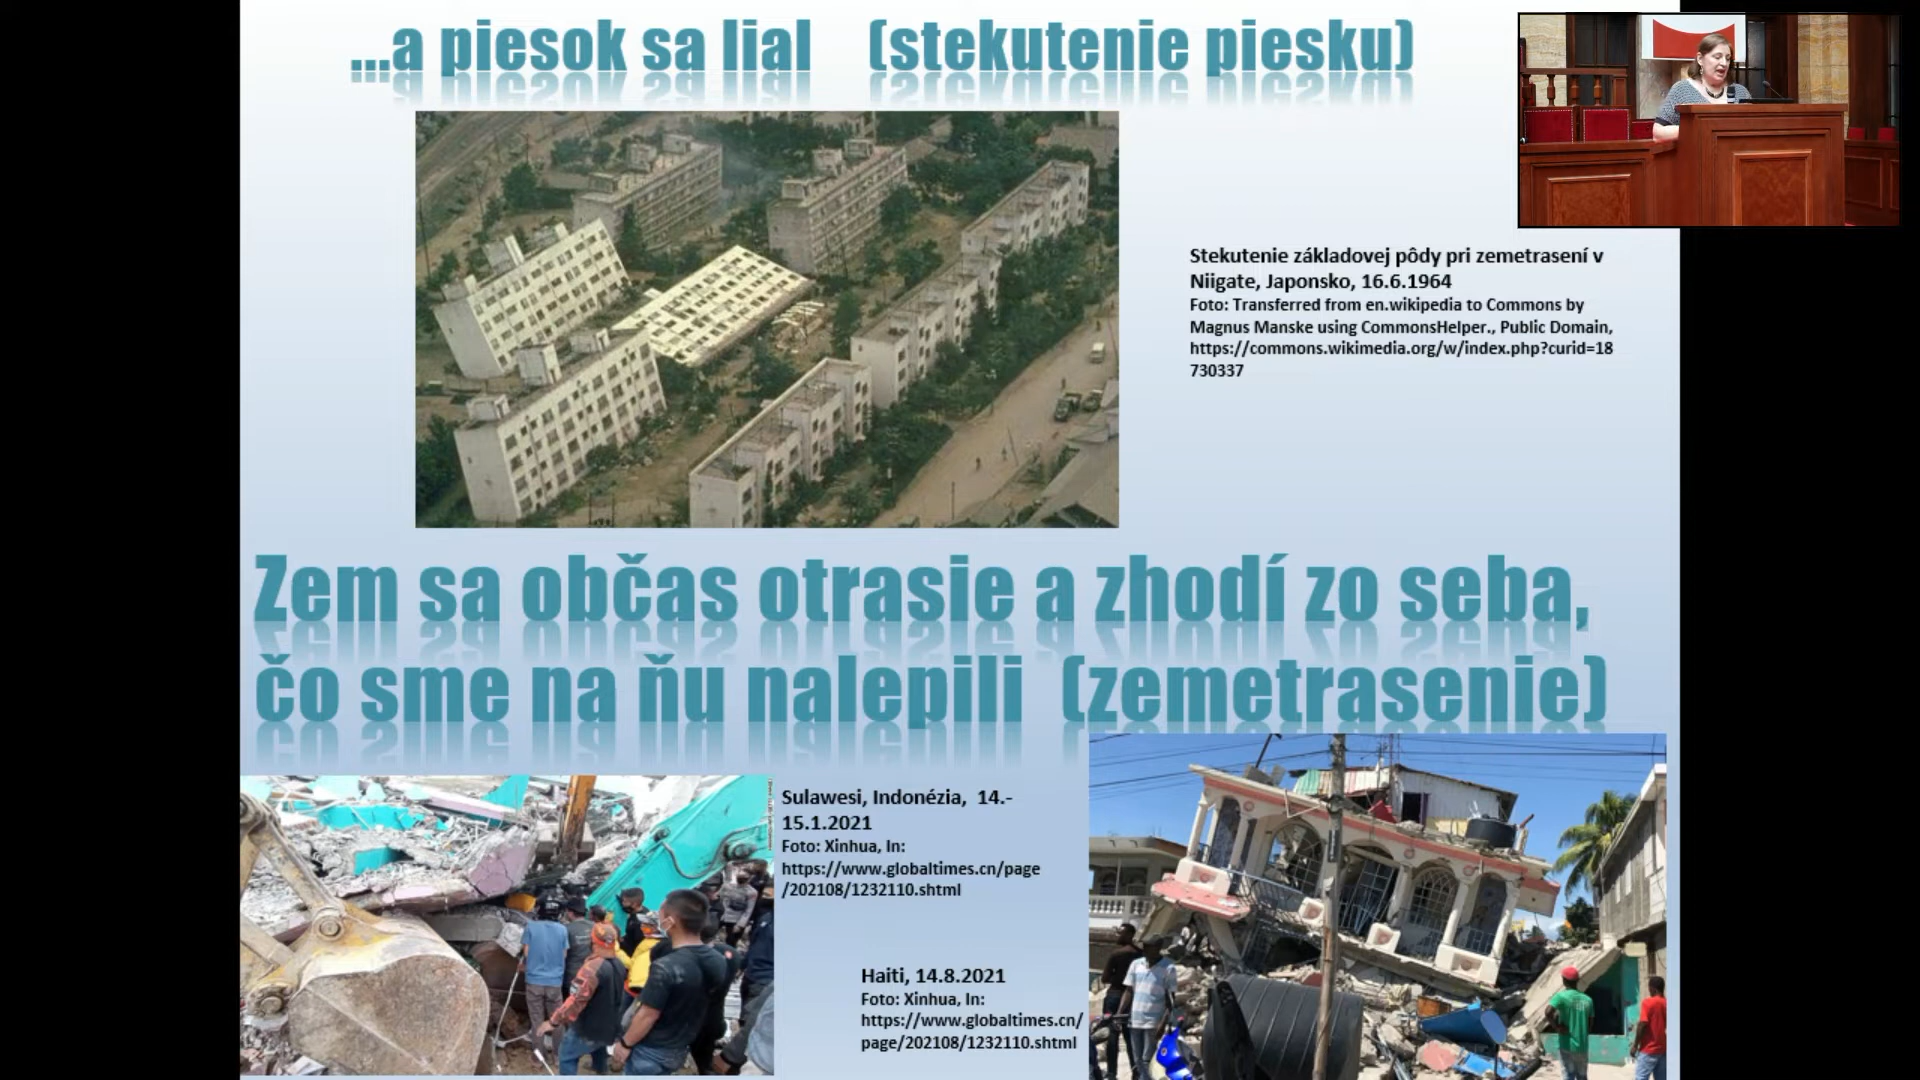 ...a piesok sa lial (stekutenie piesku)
Stekutenie základovej pôdy pri zemetrasení v
Niigate, Japonsko, 16.6.1964
Foto: Transferred from en.wikipedia to Commons by
Magnus Manske using CommonsHelper., Public Domain,
https://commons.wikimedia.org/w/index.php?curid=18
730337
Zem sa občas otrasie a zhodí zo seba,
čo sme na ňu nalepili (zemetrasenie)
Sulawesi, Indonézia, 14.-
15.1.2021
Foto: Xinhua, In:
https://www.globaltimes.cn/page
/202108/1232110.shtml
Haiti, 14.8.2021
Foto: Xinhua, In:
https://www.globaltimes.cn/
page/202108/1232110.shtml